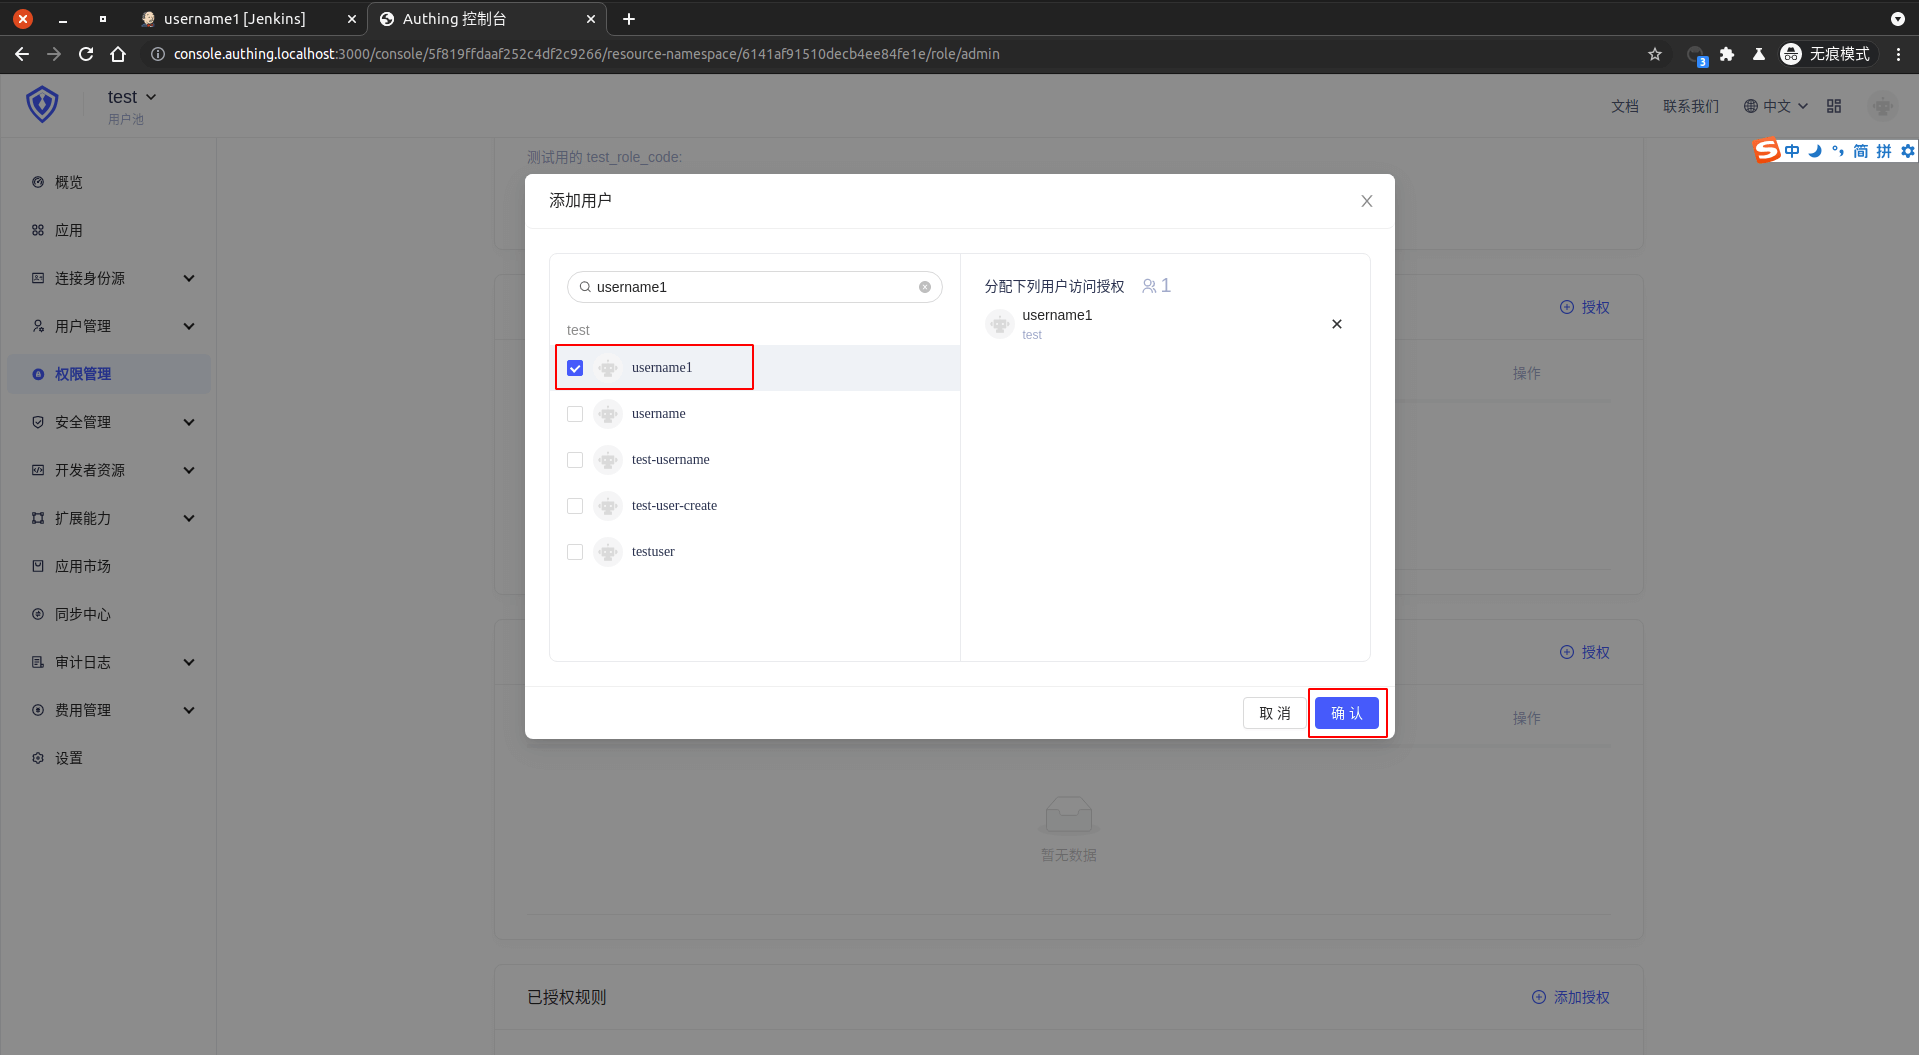 username1 [Jenkins]
Authing 控制台
console.authing.localhost:3000/console/5f819ffdaaf252c4df2c9266/resource-namespace/6141af91510decb4ee84fe1e/role/admin
3
无痕模式
test
用户池
文档
联系我们
中文
中 简 拼
概览
应用
连接身份源
用户管理
权限管理
安全管理
开发者资源
扩展能力
应用市场
同步中心
审计日志
费用管理
设置
测试用的 test_role_code:
添加用户
username1
test
username1
username
test-username
test-user-create
testuser
分配下列用户访问授权 1
username1
test
取 消
确 认
授权
操作
授权
操作
暂无数据
已授权规则
添加授权